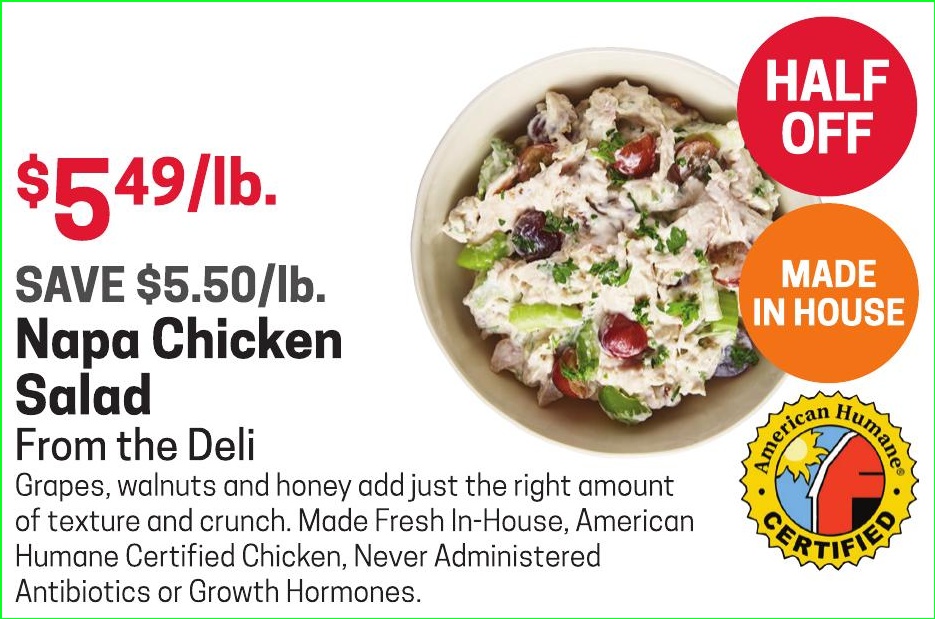 HALF
OFF
$5 49/lb.
SAVE $5.50/lb.
MADE
IN HOUSE
Napa Chicken
Salad
From the Deli
Grapes, walnuts and honey add just the right amount
of texture and crunch. Made Fresh In-House, American
Humane Certified Chicken, Never Administered
Antibiotics or Growth Hormones.
American Humane®
CERTIFIED